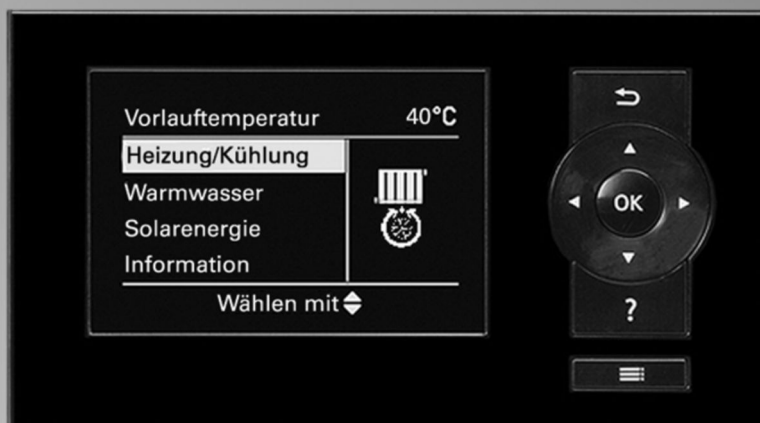 Vorlauftemperatur 40°C
Heizung/Kühlung
Warmwasser
Solarenergie
Information
Wählen mit
OK
?